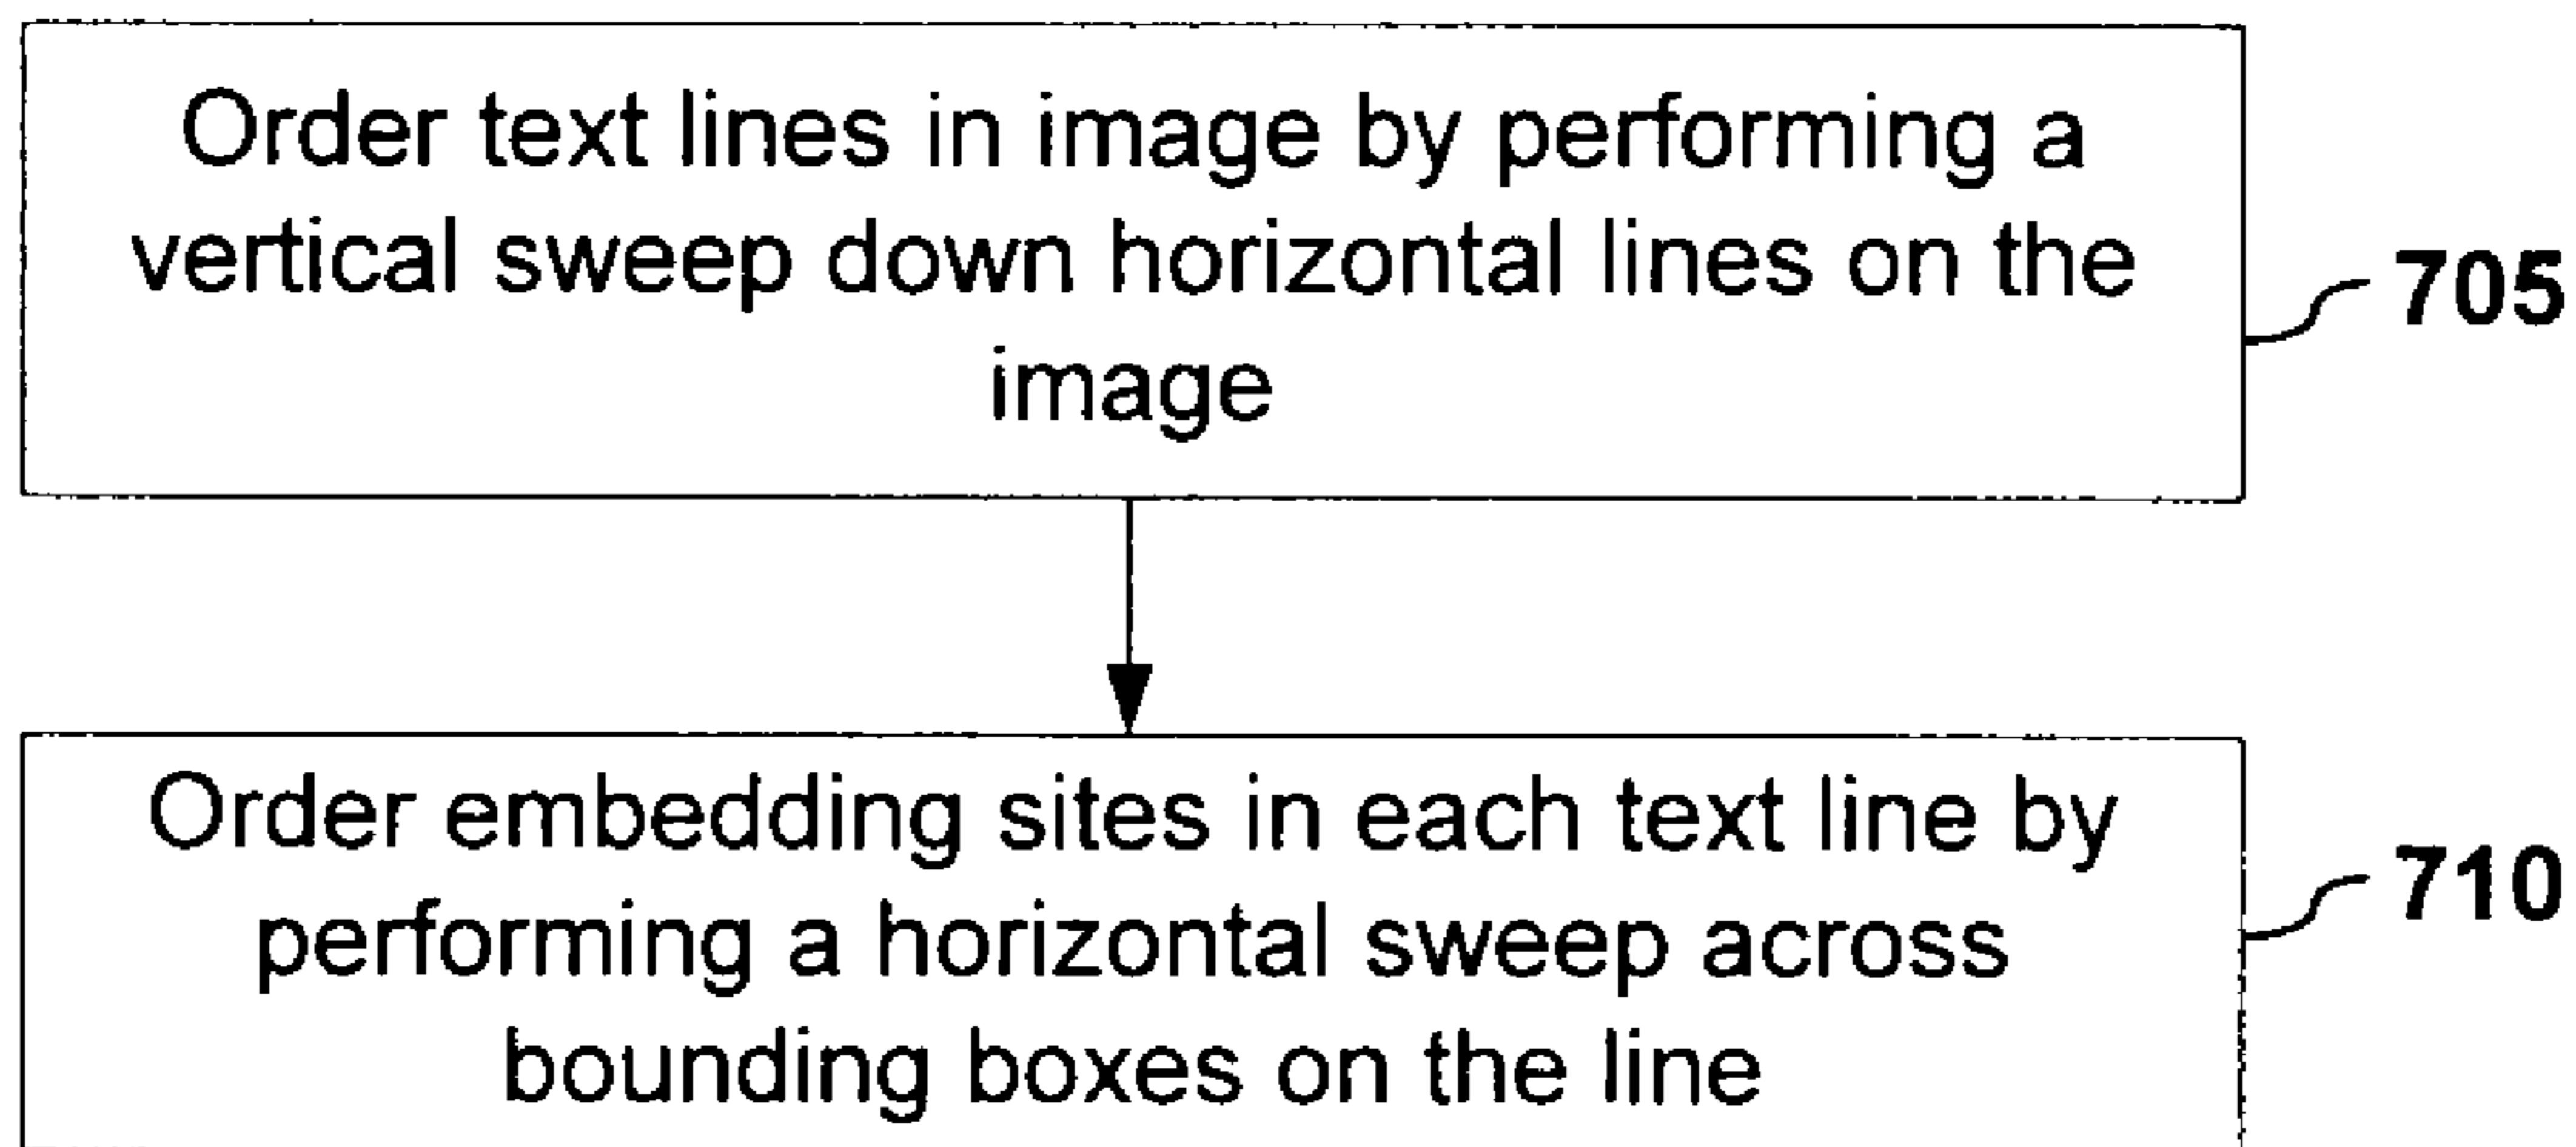 Order text lines in image by performing a
vertical sweep down horizontal lines on the
image
705
Order embedding sites in each text line by
performing a horizontal sweep across
bounding boxes on the line
710